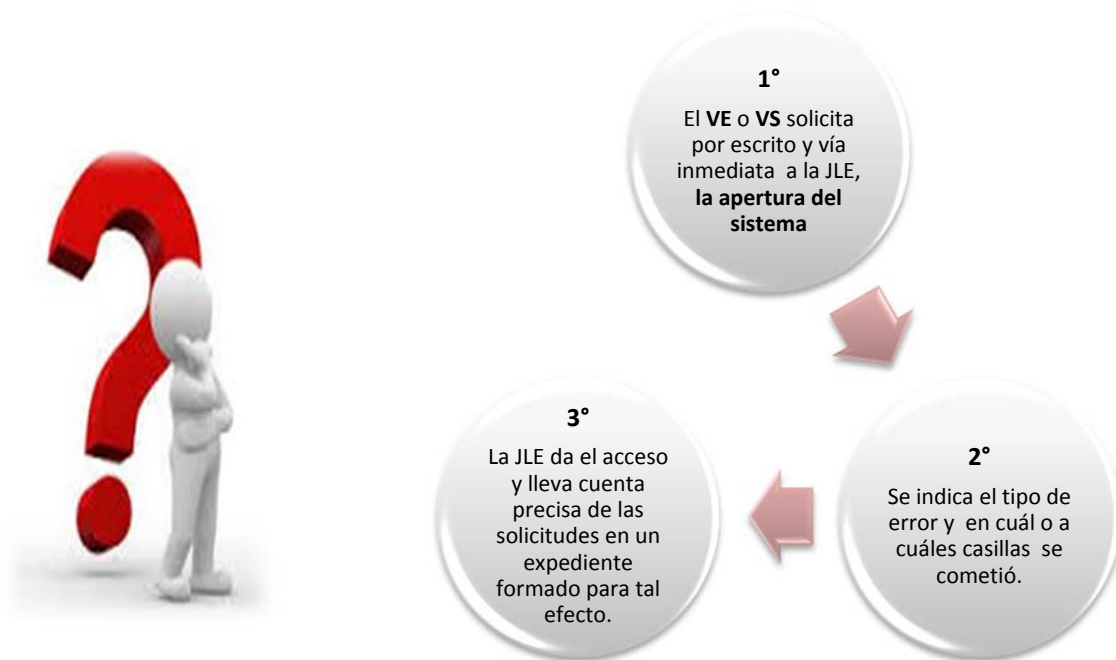 1°
El VE o VS solicita
por escrito y vía
inmediata a la JLE,
la apertura del
sistema
2°
Se indica el tipo de
error y en cuál o a
cuáles casillas se
cometió.
3°
La JLE da el acceso
y lleva cuenta
precisa de las
solicitudes en un
expediente
formado para tal
efecto.